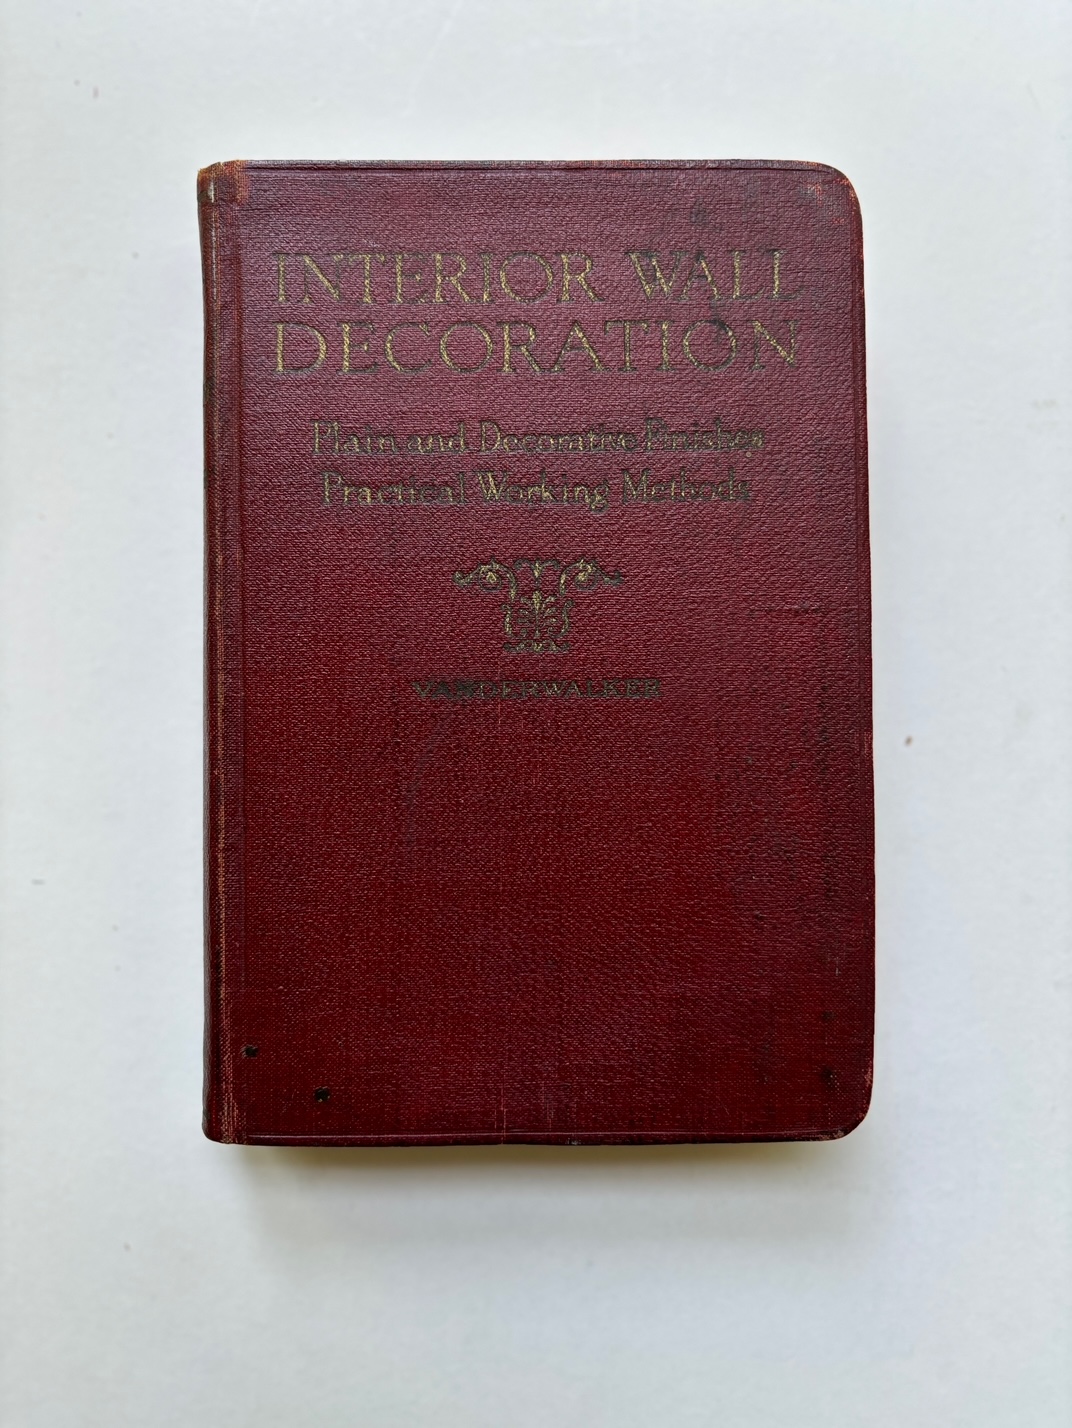 INTERIOR WALL
DECORATION
Plain and Decorative Finishes
Practical Working Methods
VANDERWALKER